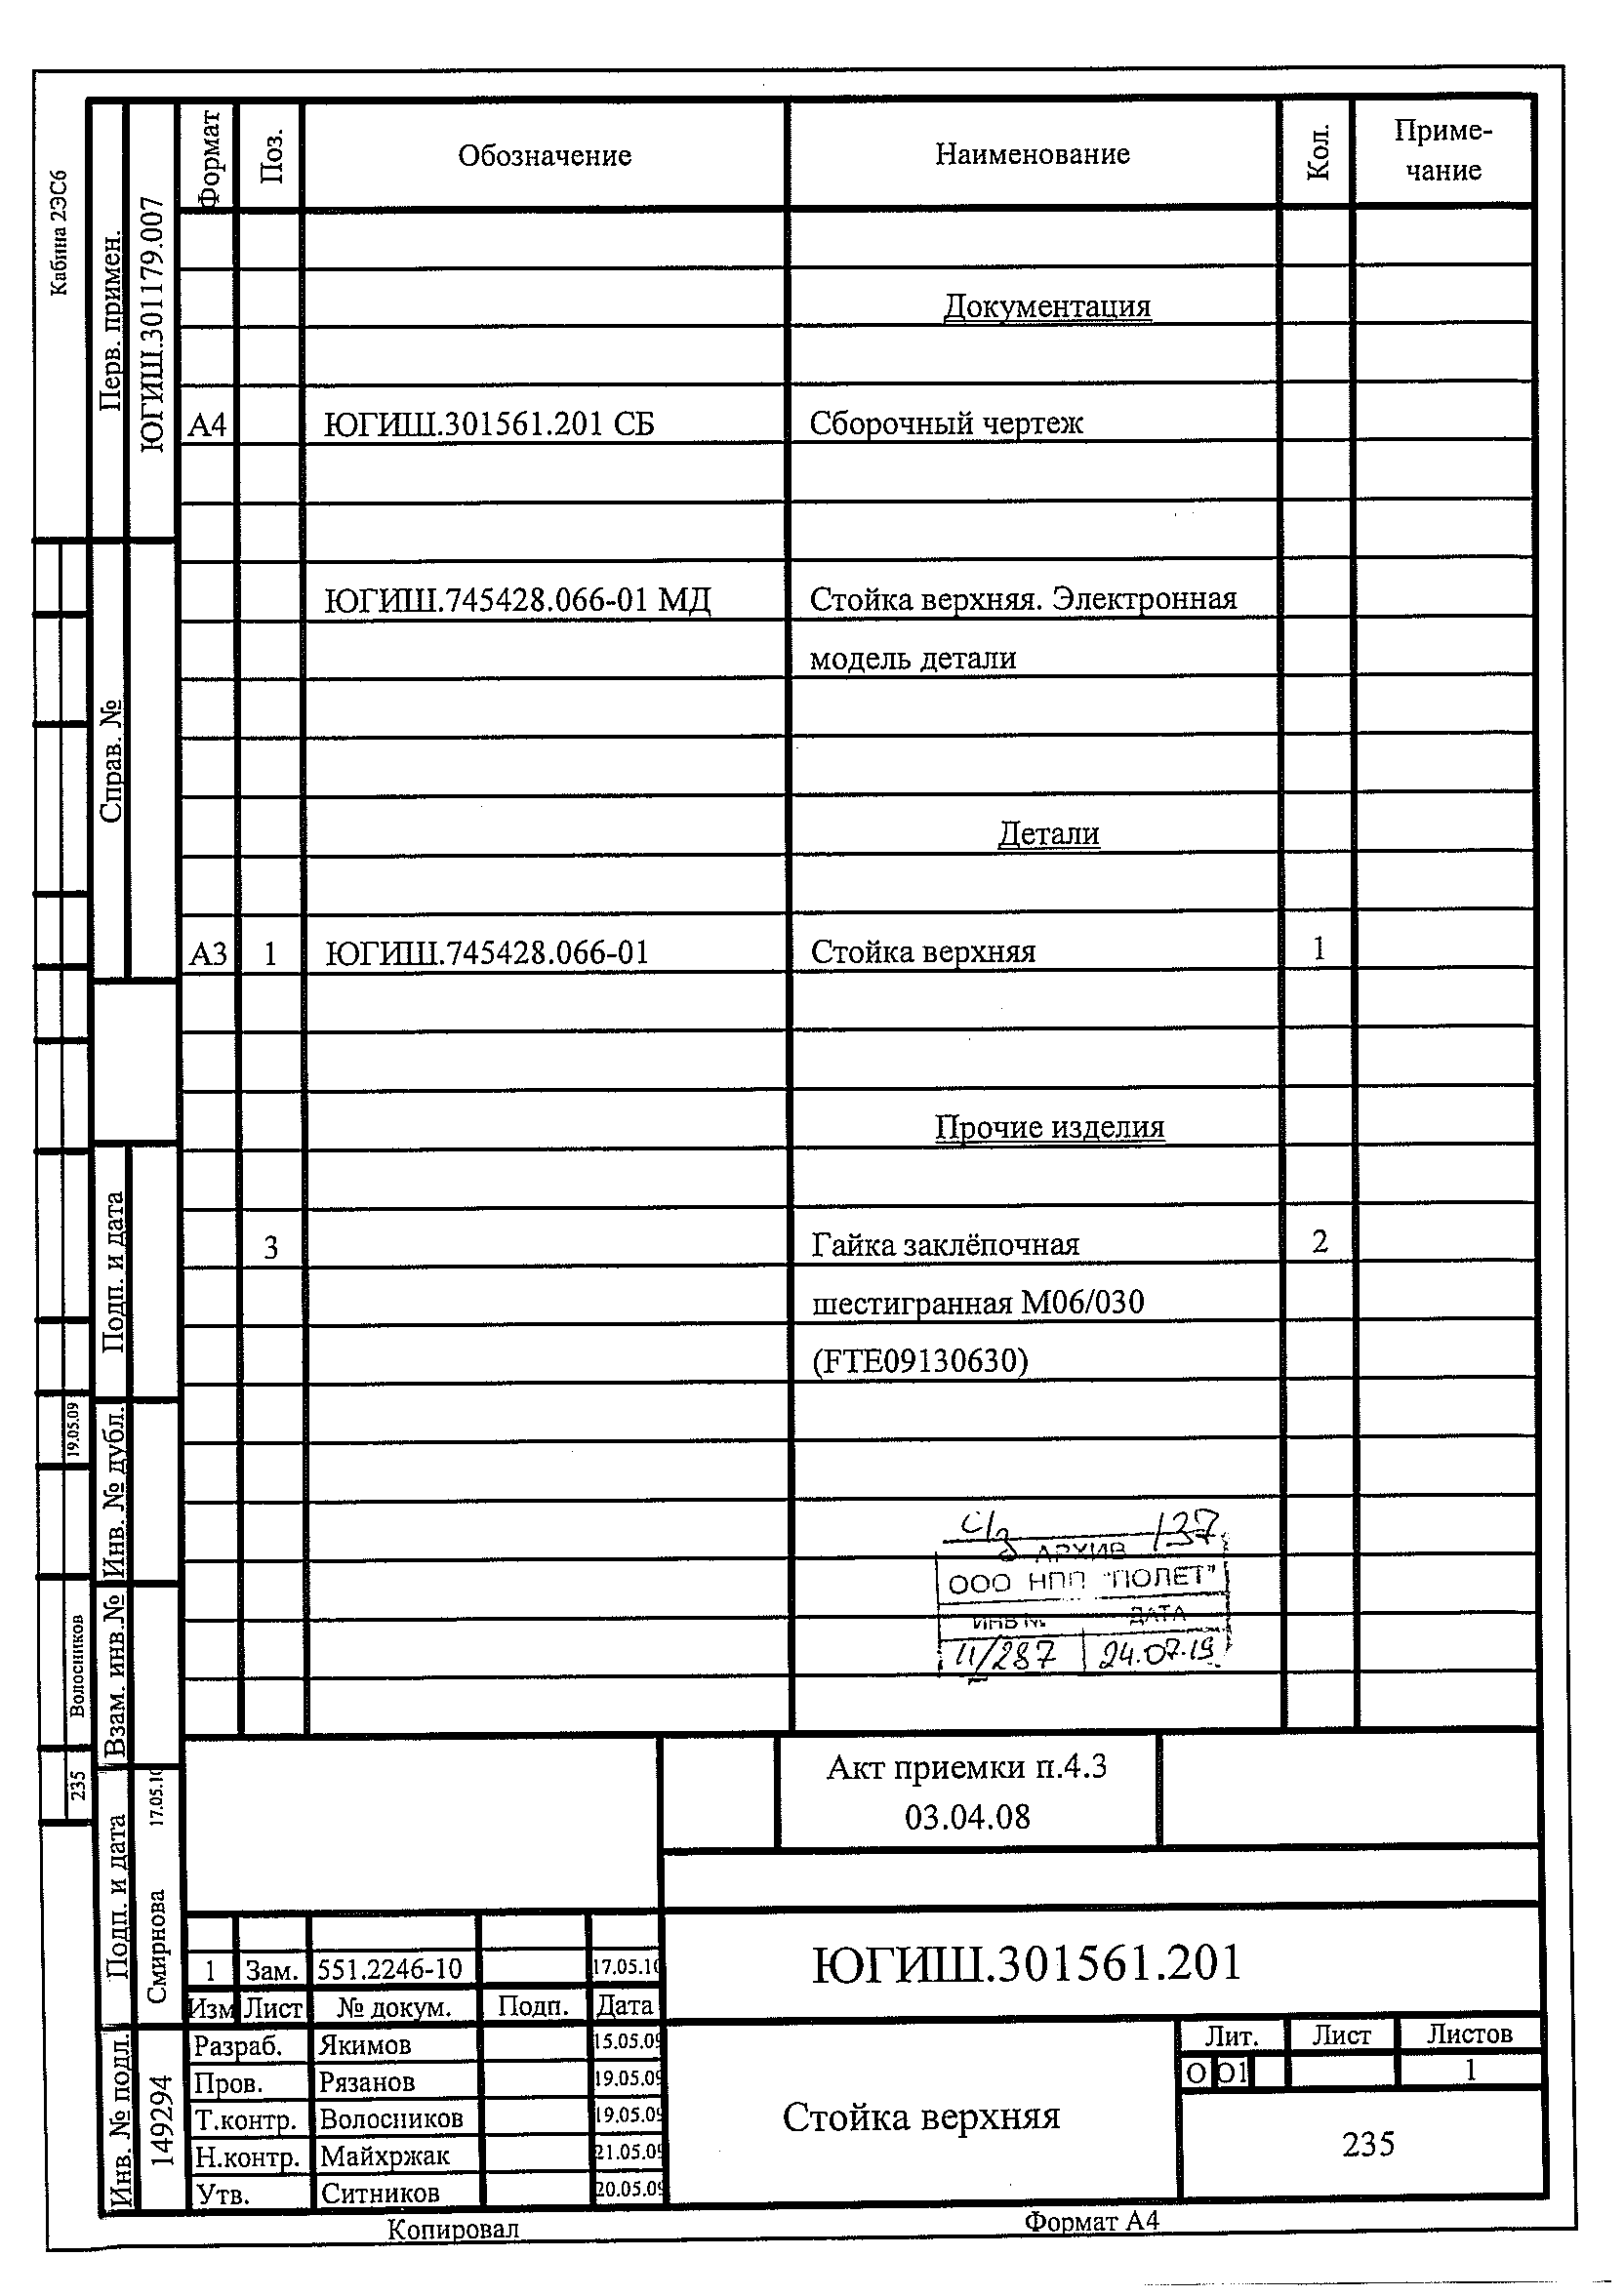 Кабина 2ЭС6
Перв. примен.
ЮГИШ.301179.007
Справ. №
Подп. и дата
Инв. № дубл.
Взам. инв.№
Подп. и дата
Смирнова 17.05.10
Инв. № подл.
149294
19.05.09
Волосников
235
Формат Поз. Обозначение Наименование Кол. Приме-
чание
Документация
А4 ЮГИШ.301561.201 СБ Сборочный чертеж
ЮГИШ.745428.066-01 МД Стойка верхняя. Электронная
модель детали
Детали
А3 1 ЮГИШ.745428.066-01 Стойка верхняя 1
Прочие изделия
3 Гайка заклёпочная 2
шестигранная М06/030
(FTE09130630)
137
АРХИВ
ООО НПП "ПОЛЕТ"
ИНВ № ДАТА
11/287 24.07.19
Акт приемки п.4.3
03.04.08
1 Зам. 551.2246-10 17.05.10
Изм Лист № докум. Подп. Дата
ЮГИШ.301561.201
Разраб. Якимов 15.05.09
Пров. Рязанов 19.05.09
Т.контр. Волосников 19.05.09
Н.контр. Майхржак 21.05.09
Утв. Ситников 20.05.09
Стойка верхняя
Лит. Лист Листов
О О1 1
235
Копировал Формат А4